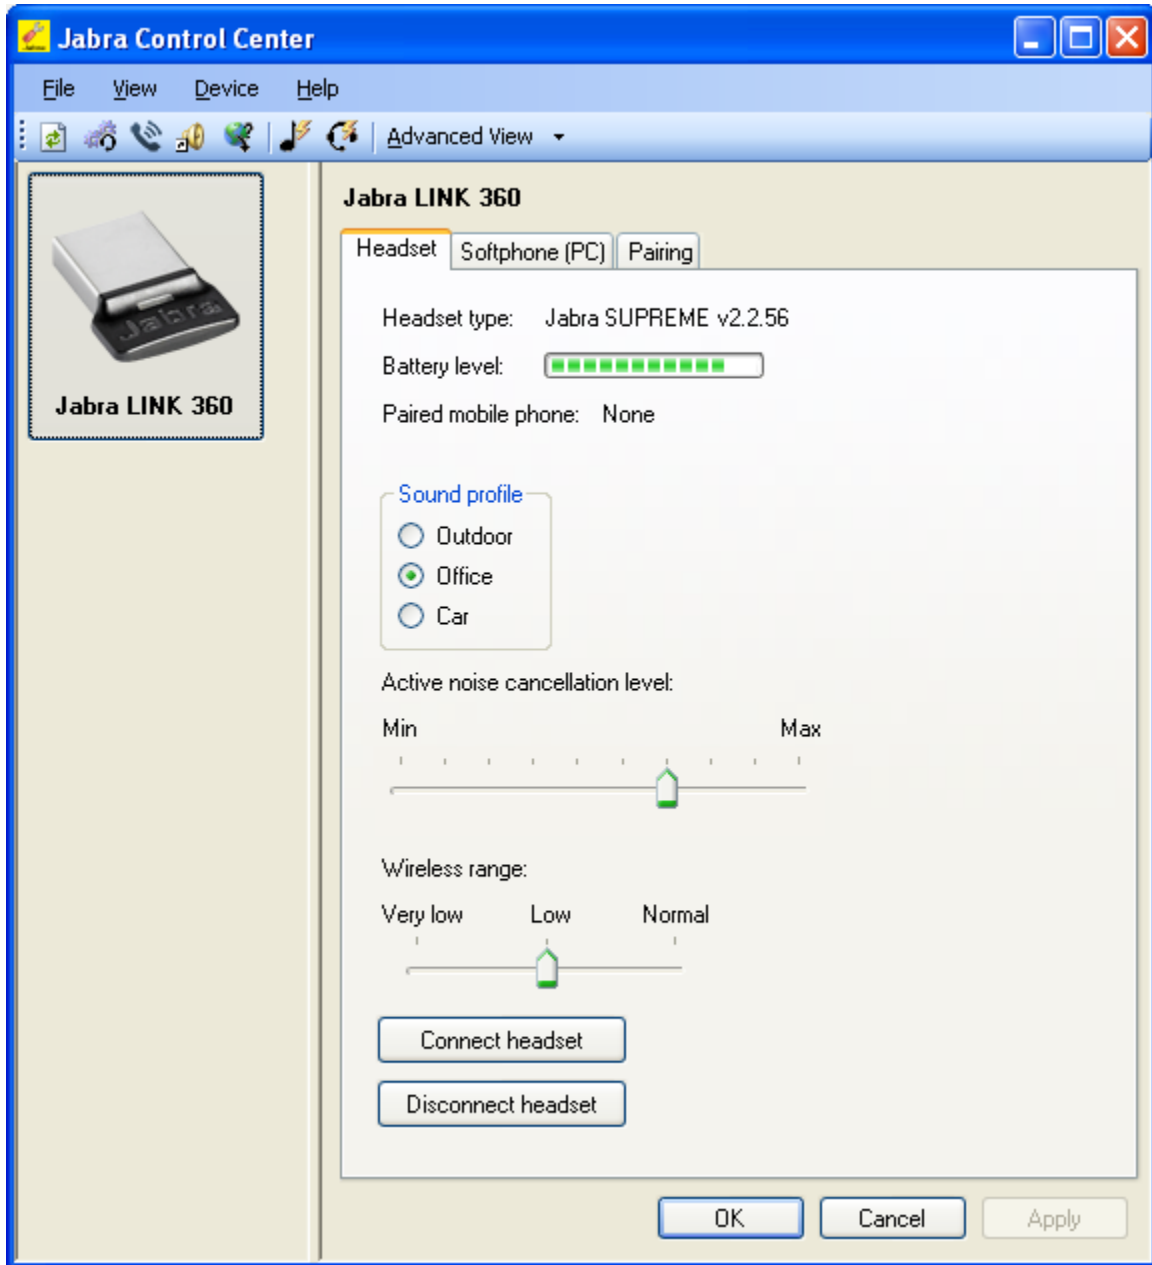 Jabra Control Center
File View Device Help
Advanced View
Jabra
Jabra LINK 360
Jabra LINK 360
Headset Softphone (PC) Pairing
Headset type: Jabra SUPREME v2.2.56
Battery level:
Paired mobile phone: None
Sound profile
Outdoor
Office
Car
Active noise cancellation level:
Min Max
Wireless range:
Very low Low Normal
Connect headset
Disconnect headset
OK Cancel Apply